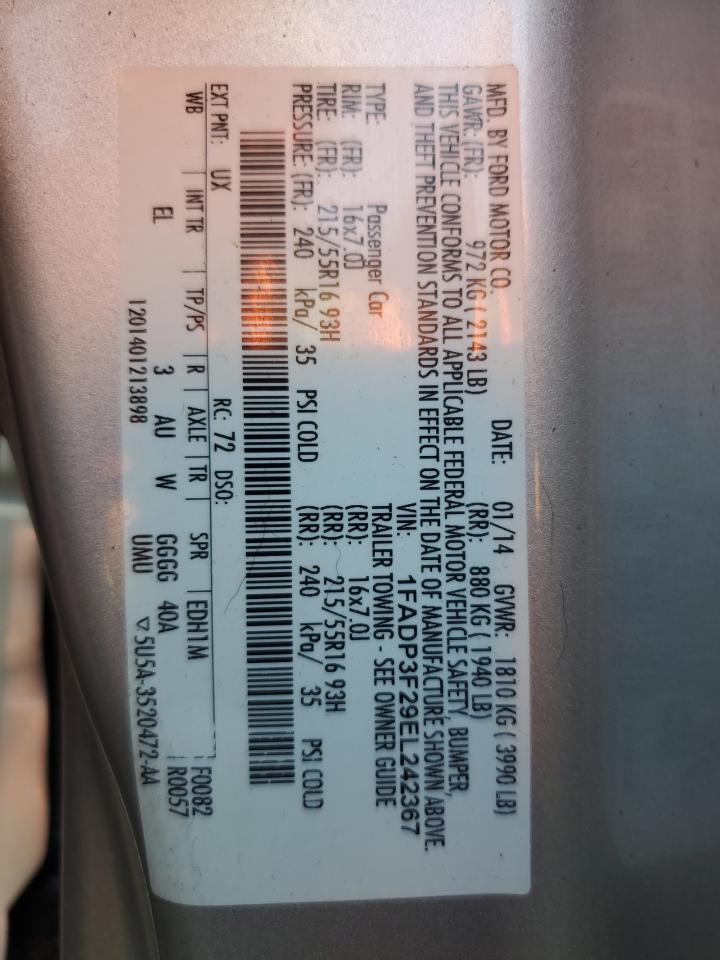 MFD. BY FORD MOTOR CO. DATE: 01/14 GVWR: 1810 KG ( 3990 LB)
GAWR: (FR): 972 KG ( 2143 LB) (RR): 880 KG ( 1940 LB)
THIS VEHICLE CONFORMS TO ALL APPLICABLE FEDERAL MOTOR VEHICLE SAFETY, BUMPER,
AND THEFT PREVENTION STANDARDS IN EFFECT ON THE DATE OF MANUFACTURE SHOWN ABOVE.
VIN: 1FADP3F29EL242367
TYPE: Passenger Car TRAILER TOWING - SEE OWNER GUIDE
RIM: (FR): 16x7.0J (RR): 16x7.0J
TIRE: (FR): 215/55R16 93H (RR): 215/55R16 93H
PRESSURE (FR): 240 kPa/ 35 PSI COLD (RR): 240 kPa/ 35 PSI COLD
EXT PNT: UX RC: 72 DSO: F0082
WB | INT TR | TP/PS | R | AXLE | TR | SPR | EDH1M | R0057
EL 3 AU W GGGG 40A
1201401213898 UMU ▽5U5A-3520472-AA